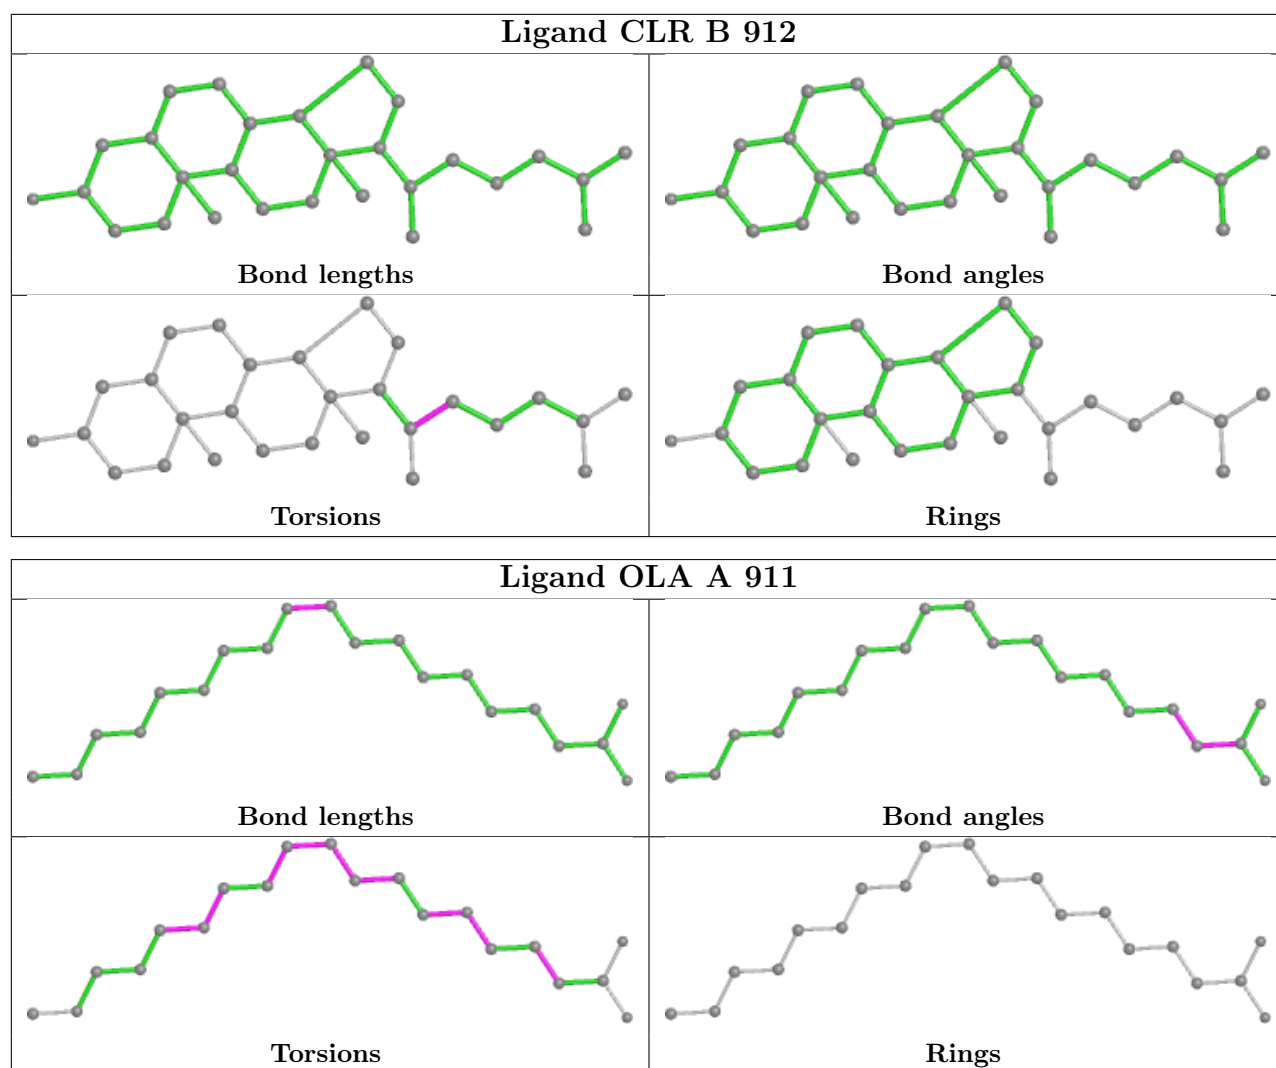 Ligand CLR B 912
Bond lengths
Bond angles
Torsions
Rings
Ligand OLA A 911
Bond lengths
Bond angles
Torsions
Rings